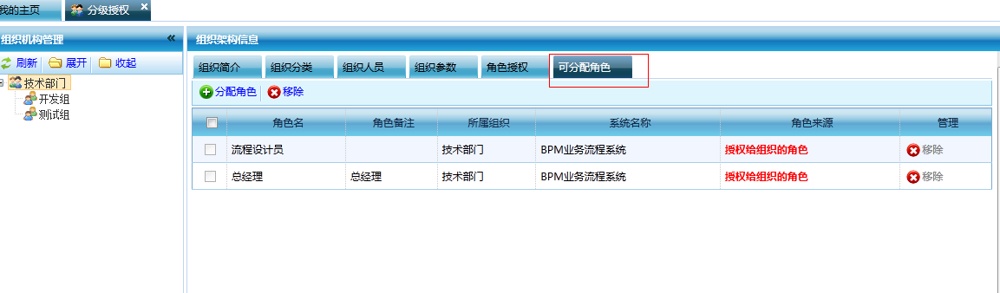 我的主页 分级授权
组织机构管理
刷新 展开 收起
技术部门
开发组
测试组
组织架构信息
组织简介 组织分类 组织人员 组织参数 角色授权 可分配角色
分配角色 移除
角色名 角色备注 所属组织 系统名称 角色来源 管理
流程设计员 技术部门 BPM业务流程系统 授权给组织的角色 移除
总经理 总经理 技术部门 BPM业务流程系统 授权给组织的角色 移除